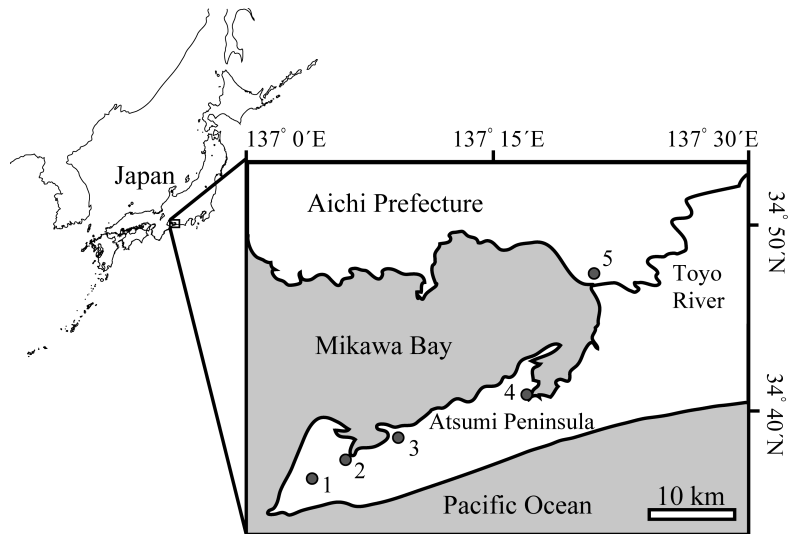 137° 0′E
137° 15′E
137° 30′E
Japan
Aichi Prefecture
34° 50′N
5
Toyo
River
Mikawa Bay
4
34° 40′N
Atsumi Peninsula
3
2
1
10 km
Pacific Ocean